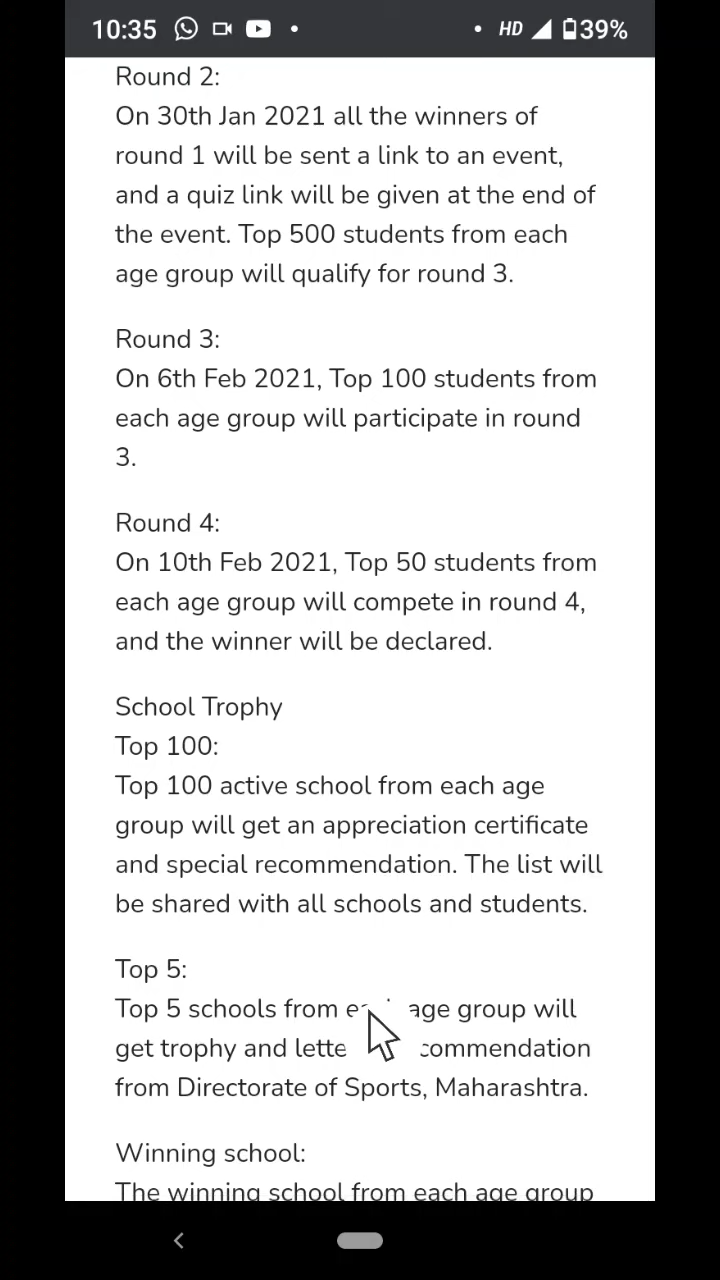 10:35
HD
39%
Round 2:
On 30th Jan 2021 all the winners of
round 1 will be sent a link to an event,
and a quiz link will be given at the end of
the event. Top 500 students from each
age group will qualify for round 3.
Round 3:
On 6th Feb 2021, Top 100 students from
each age group will participate in round
3.
Round 4:
On 10th Feb 2021, Top 50 students from
each age group will compete in round 4,
and the winner will be declared.
School Trophy
Top 100:
Top 100 active school from each age
group will get an appreciation certificate
and special recommendation. The list will
be shared with all schools and students.
Top 5:
Top 5 schools from age group will
get trophy and
from Directorate of Sports, Maharashtra.
Winning school:
The winning school from each age group